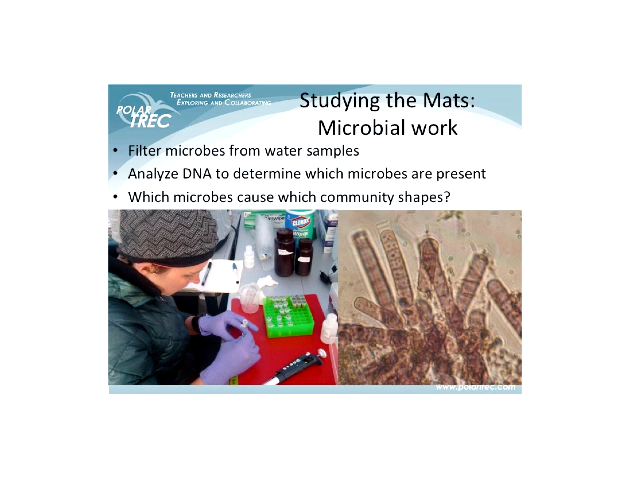 TEACHERS AND RESEARCHERS
EXPLORING AND COLLABORATING
POLAR
TREC
Studying the Mats:
Microbial work
• Filter microbes from water samples
• Analyze DNA to determine which microbes are present
• Which microbes cause which community shapes?
www.polartrec.com